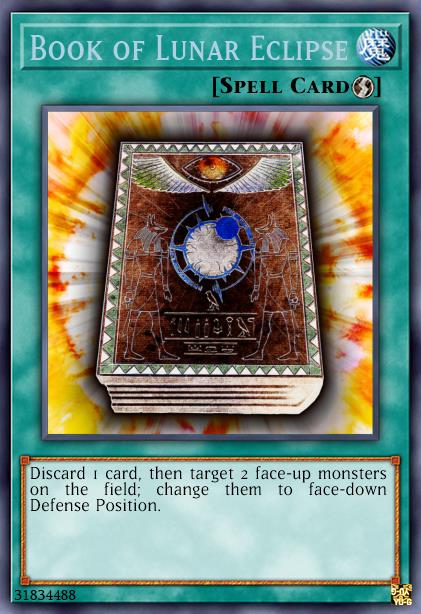 Book of Lunar Eclipse
魔
[Spell Card]
Discard 1 card, then target 2 face-up monsters
on the field; change them to face-down
Defense Position.
31834488